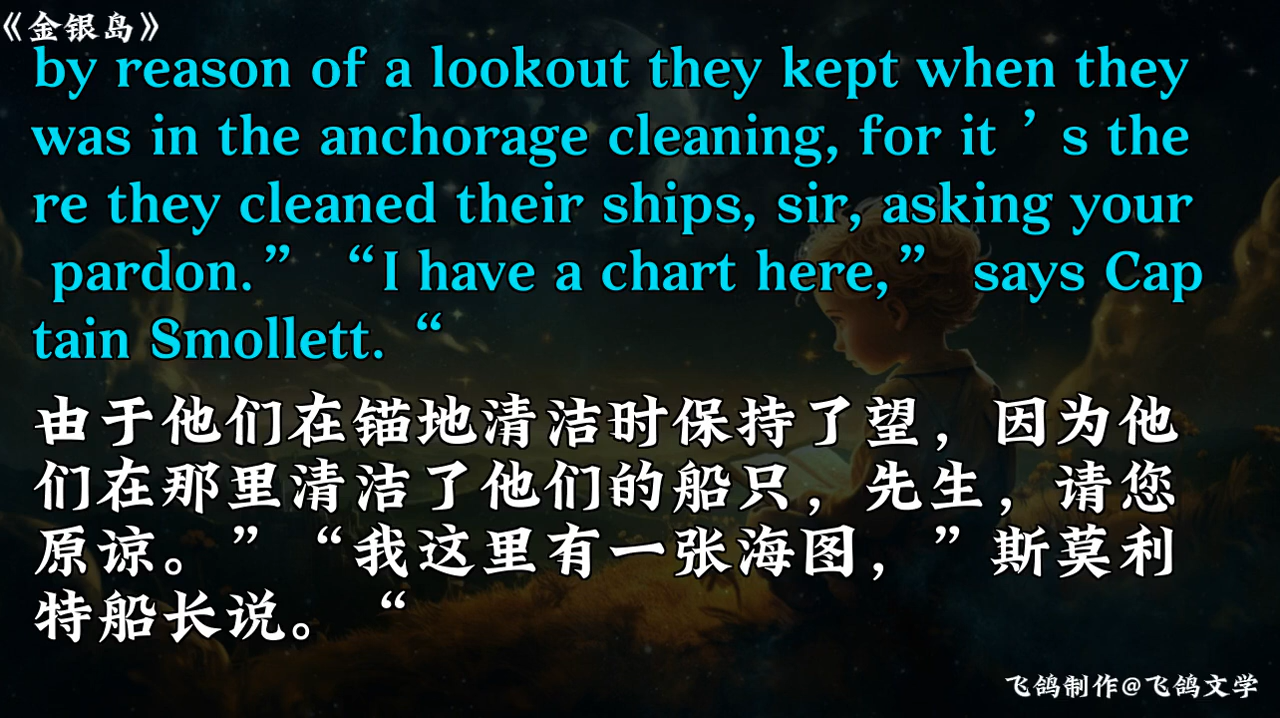 《金银岛》
by reason of a lookout they kept when they
was in the anchorage cleaning, for it ’ s the
re they cleaned their ships, sir, asking your
pardon.” “I have a chart here,” says Cap
tain Smollett. “
由于他们在锚地清洁时保持了望，因为他
们在那里清洁了他们的船只，先生，请您
原谅。”“我这里有一张海图，”斯莫利
特船长说。 “
飞鸽制作@飞鸽文学